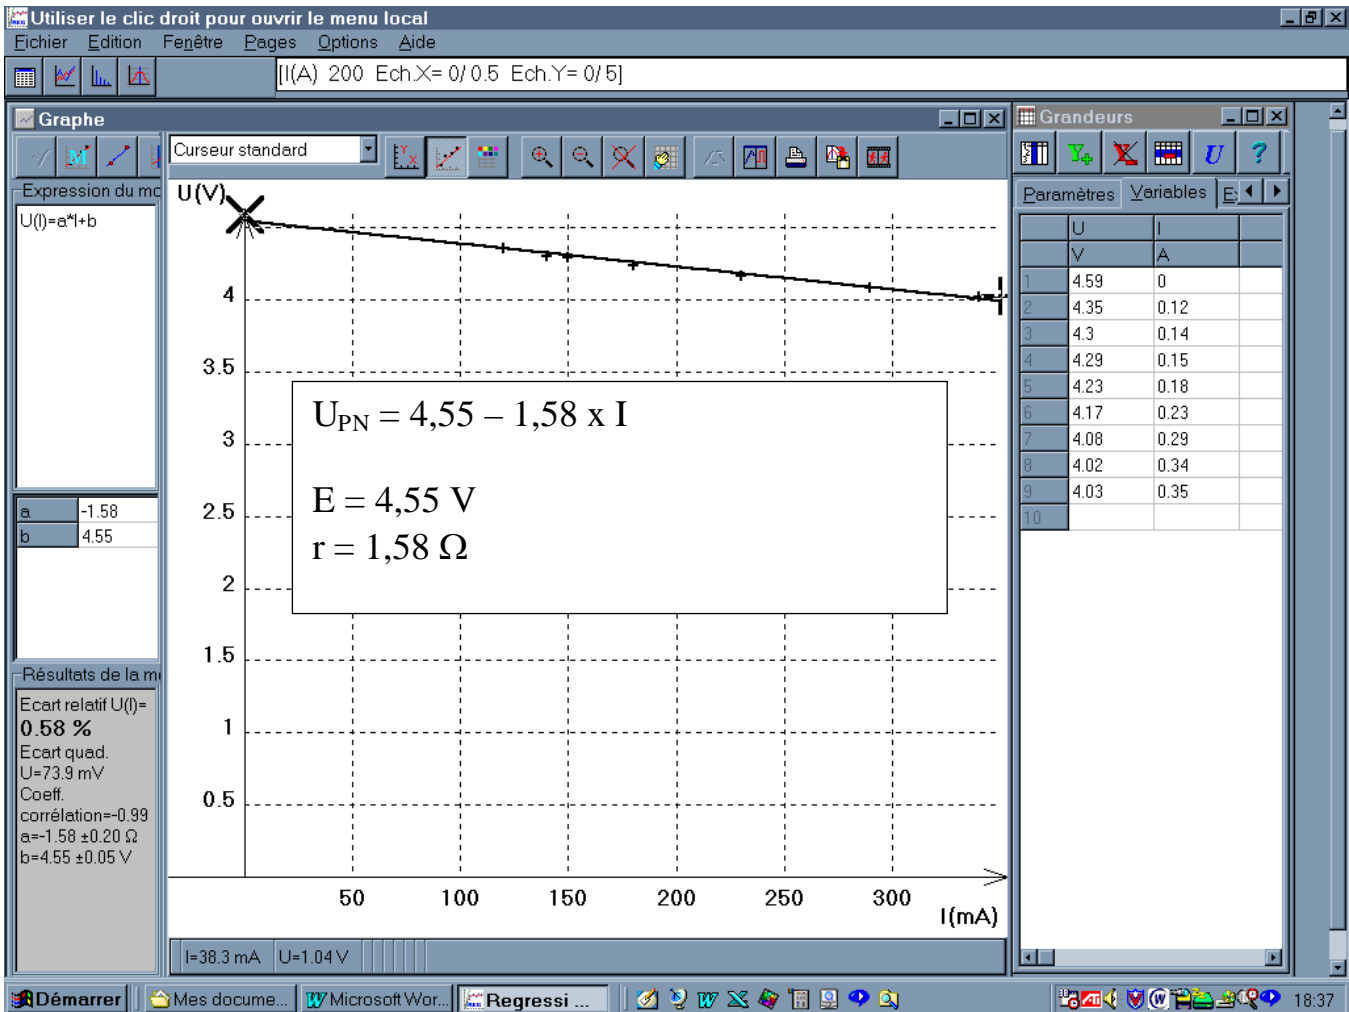 Utiliser le clic droit pour ouvrir le menu local
Fichier Edition Fenêtre Pages Options Aide
[I(A) 200 Ech.X= 0/0.5 Ech.Y= 0/5]
Graphe
Curseur standard
Expression du mo
U(I)=a*I+b
a -1.58
b 4.55
Résultats de la m
Ecart relatif U(I)=
0.58 %
Ecart quad.
U=73.9 mV
Coeff.
corrélation=-0.99
a=-1.58 ±0.20 Ω
b=4.55 ±0.05 V
U(V)
4
3.5
3
2.5
2
1.5
1
0.5
50 100 150 200 250 300
I(mA)
U_PN = 4,55 – 1,58 x I
E = 4,55 V
r = 1,58 Ω
I=38.3 mA U=1.04 V
Grandeurs
Paramètres Variables E
U I
V A
1 4.59 0
2 4.35 0.12
3 4.3 0.14
4 4.29 0.15
5 4.23 0.18
6 4.17 0.23
7 4.08 0.29
8 4.02 0.34
9 4.03 0.35
10
Démarrer Mes docume... Microsoft Wor... Regressi ... 18:37